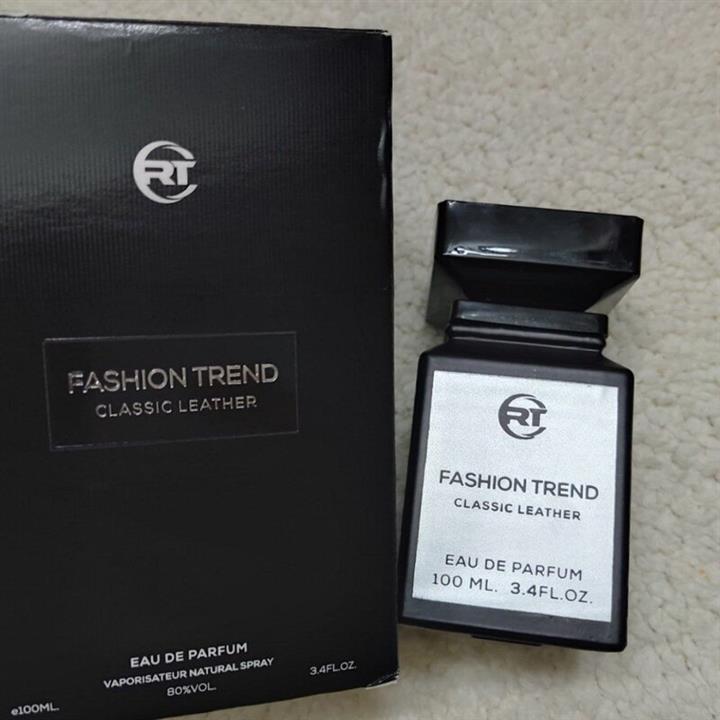 RT
FASHION TREND
CLASSIC LEATHER
EAU DE PARFUM
VAPORISATEUR NATURAL SPRAY
80%VOL.
e100ML.
3.4FL.OZ.
RT
FASHION TREND
CLASSIC LEATHER
EAU DE PARFUM
100 ML. 3.4FL.OZ.